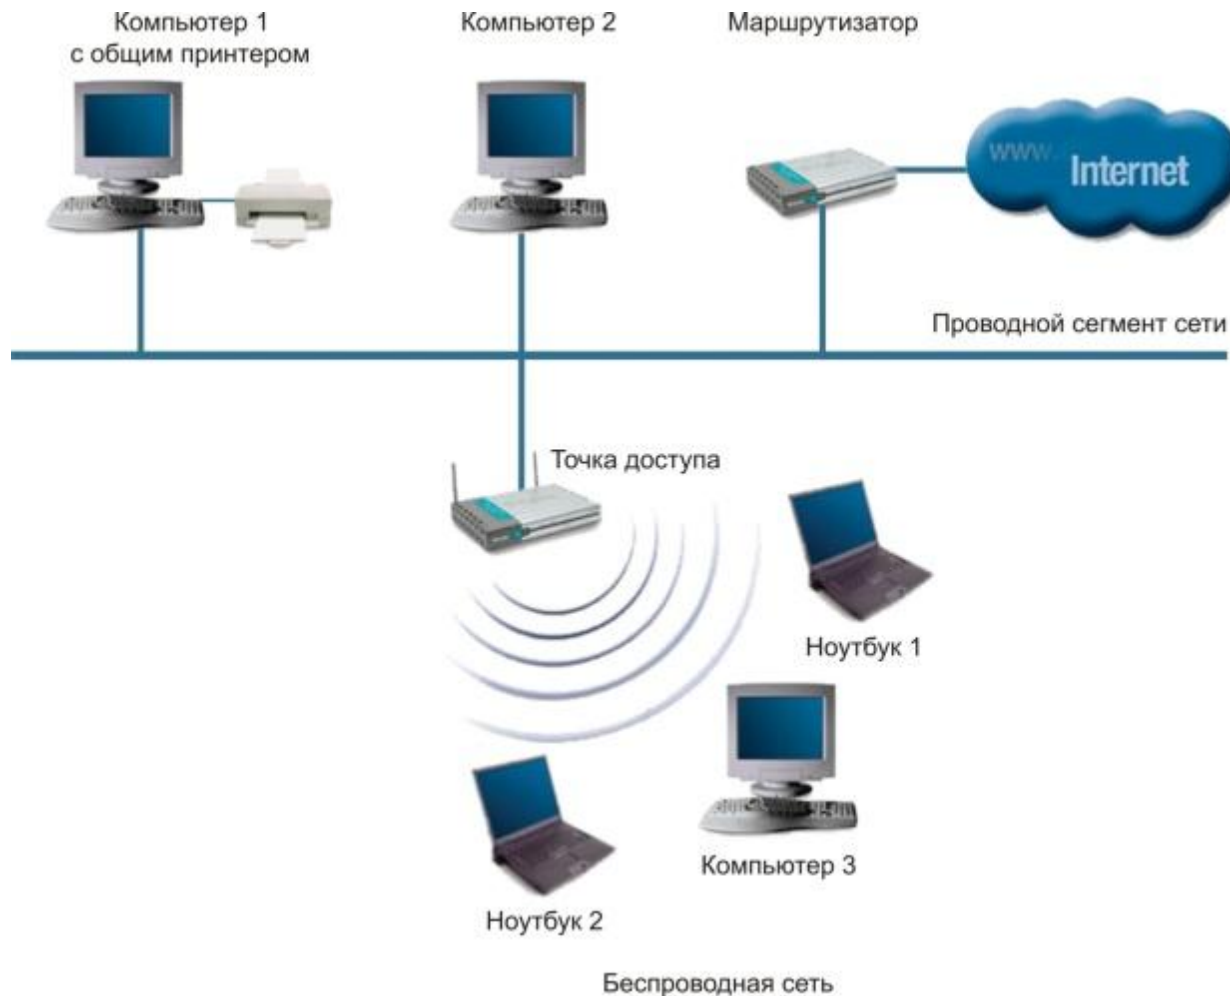 Компьютер 1
с общим принтером
Компьютер 2
Маршрутизатор
www.
Internet
Проводной сегмент сети
Точка доступа
Ноутбук 1
Компьютер 3
Ноутбук 2
Беспроводная сеть